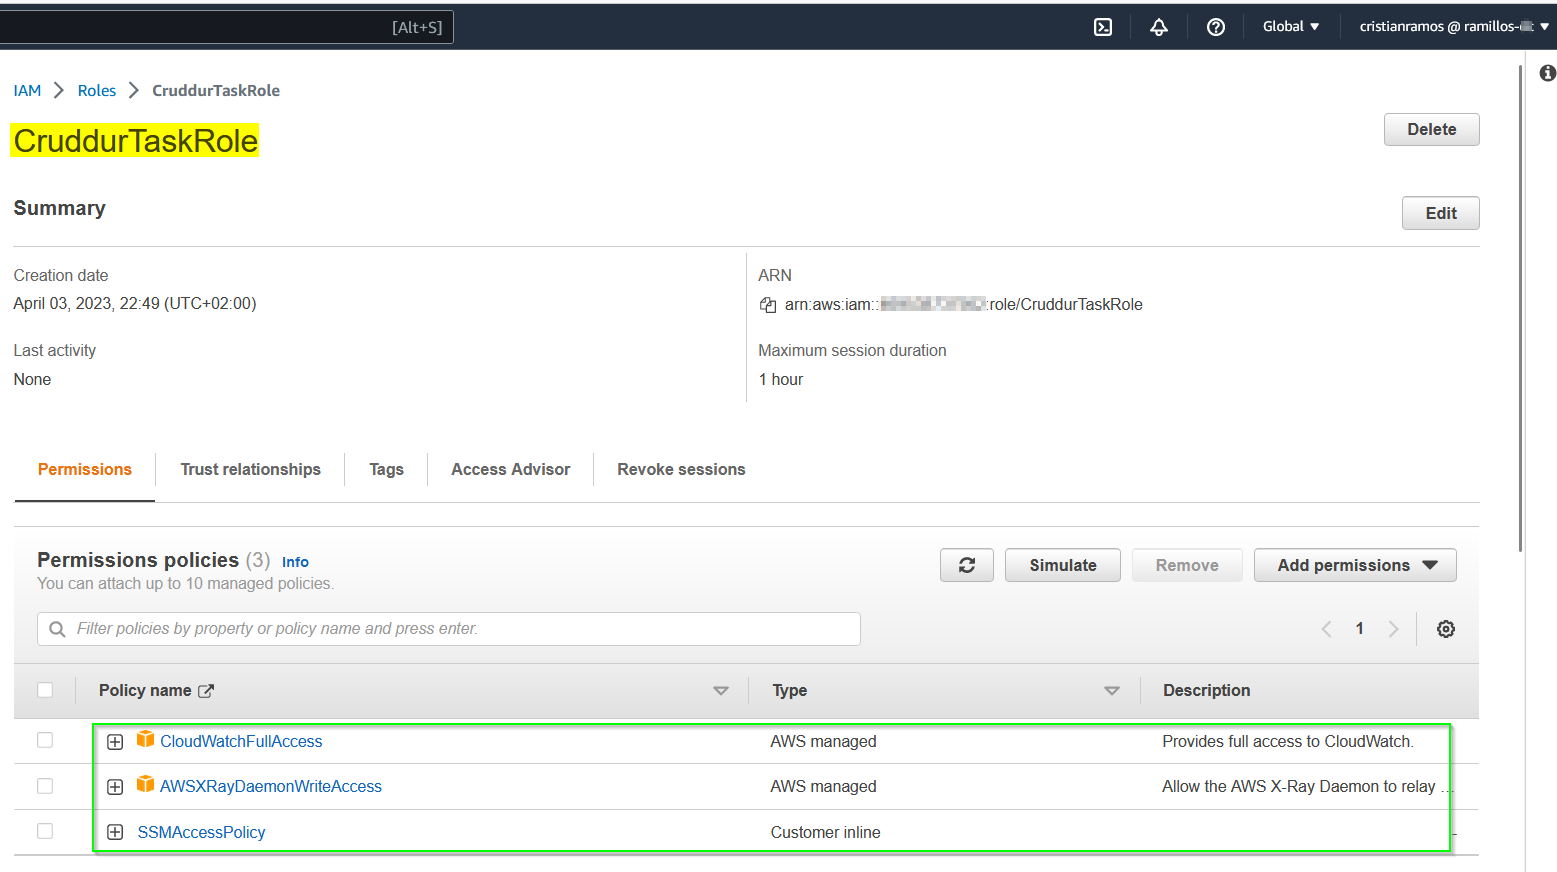 [Alt+S]
Global
cristianramos @ ramillos-
IAM > Roles > CruddurTaskRole
CruddurTaskRole
Delete
Summary
Edit
Creation date
April 03, 2023, 22:49 (UTC+02:00)
ARN
arn:aws:iam:: :role/CruddurTaskRole
Last activity
None
Maximum session duration
1 hour
Permissions Trust relationships Tags Access Advisor Revoke sessions
Permissions policies (3) Info
You can attach up to 10 managed policies.
Simulate Remove Add permissions
Filter policies by property or policy name and press enter.
1
Policy name Type Description
CloudWatchFullAccess AWS managed Provides full access to CloudWatch.
AWSXRayDaemonWriteAccess AWS managed Allow the AWS X-Ray Daemon to relay ...
SSMAccessPolicy Customer inline